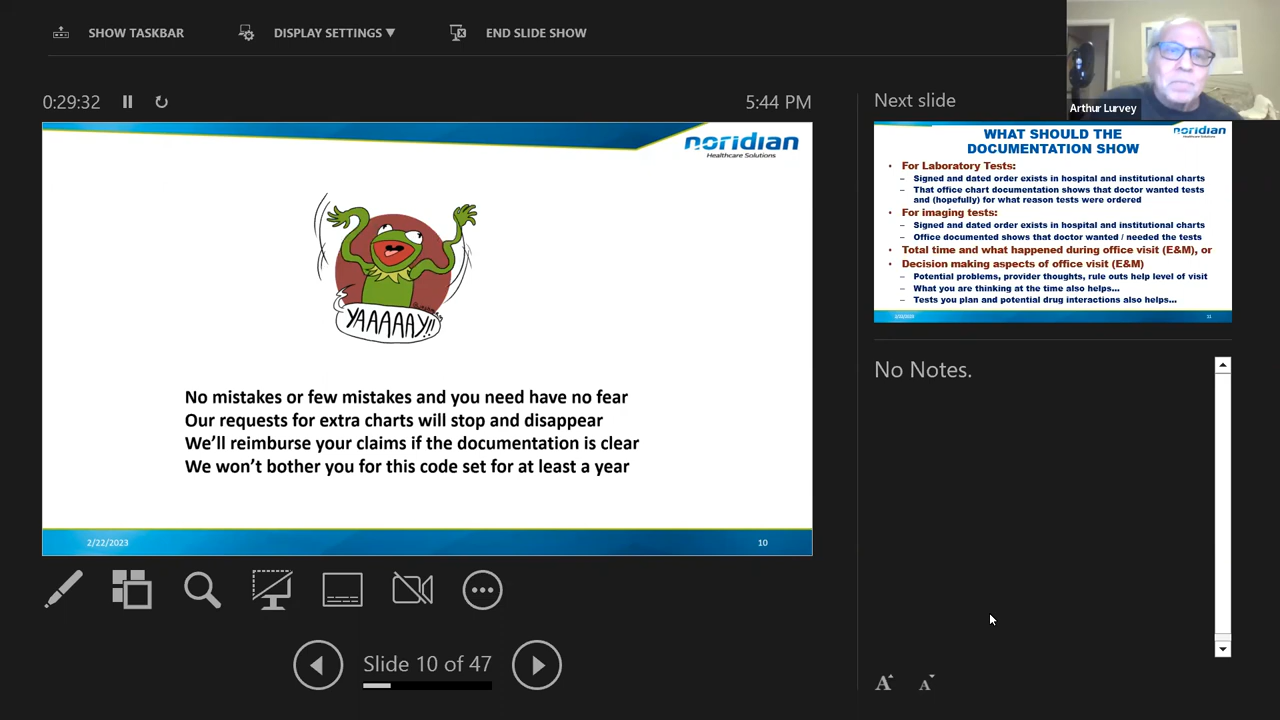 SHOW TASKBAR
DISPLAY SETTINGS ▼
END SLIDE SHOW
Arthur Lurvey
0:29:32
5:44 PM
Next slide
noridian
Healthcare Solutions
YAAAAAY!!
No mistakes or few mistakes and you need have no fear
Our requests for extra charts will stop and disappear
We'll reimburse your claims if the documentation is clear
We won't bother you for this code set for at least a year
2/22/2023
10
noridian
Healthcare Solutions
WHAT SHOULD THE
DOCUMENTATION SHOW
• For Laboratory Tests:
– Signed and dated order exists in hospital and institutional charts
– That office chart documentation shows that doctor wanted tests
and (hopefully) for what reason tests were ordered
• For imaging tests:
– Signed and dated order exists in hospital and institutional charts
– Office documented shows that doctor wanted / needed the tests
• Total time and what happened during office visit (E&M), or
• Decision making aspects of office visit (E&M)
– Potential problems, provider thoughts, rule outs help level of visit
– What you are thinking at the time also helps...
– Tests you plan and potential drug interactions also helps...
2/22/2023
11
No Notes.
Slide 10 of 47
A
A